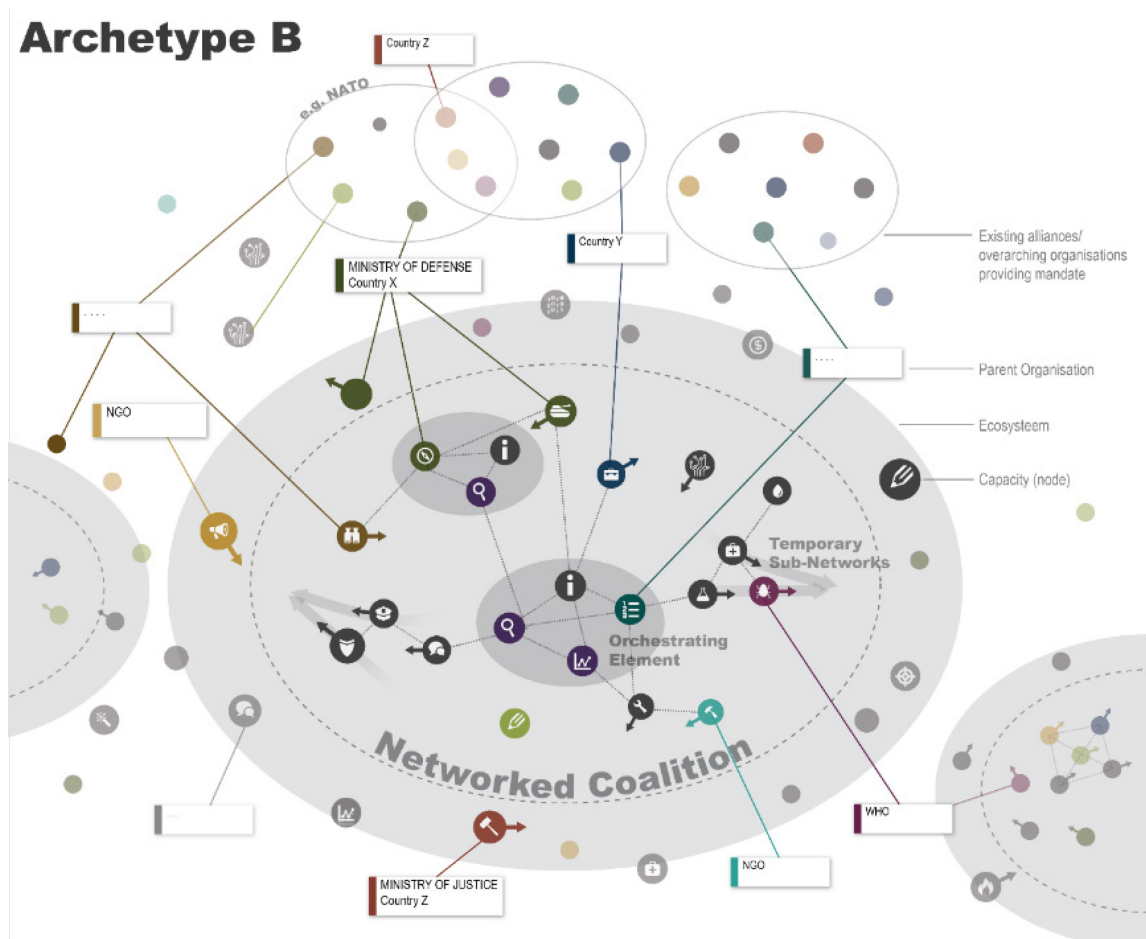 Archetype B
Country Z
e.g. NATO
Country Y
MINISTRY OF DEFENSE
Country X
Existing alliances/
overarching organisations
providing mandate
. . . .
. . . .
Parent Organisation
NGO
Ecosysteem
Capacity (node)
Temporary
Sub-Networks
Orchestrating
Element
Networked Coalition
WHO
NGO
MINISTRY OF JUSTICE
Country Z